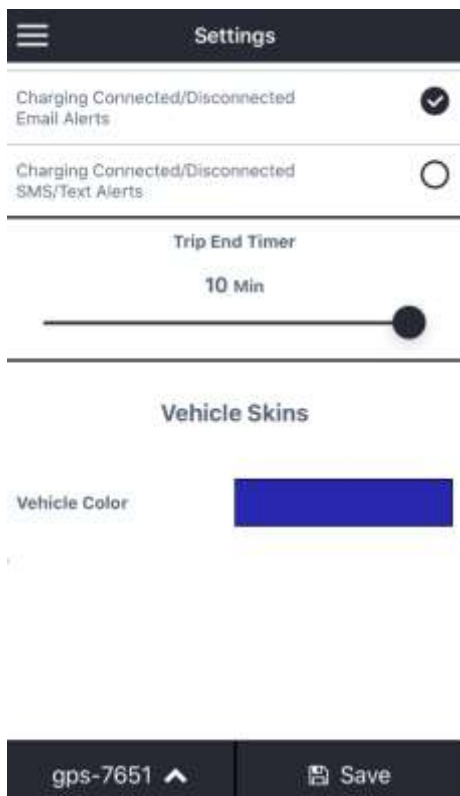 Settings
Charging Connected/Disconnected
Email Alerts
Charging Connected/Disconnected
SMS/Text Alerts
Trip End Timer
10 Min
Vehicle Skins
Vehicle Color
gps-7651
Save